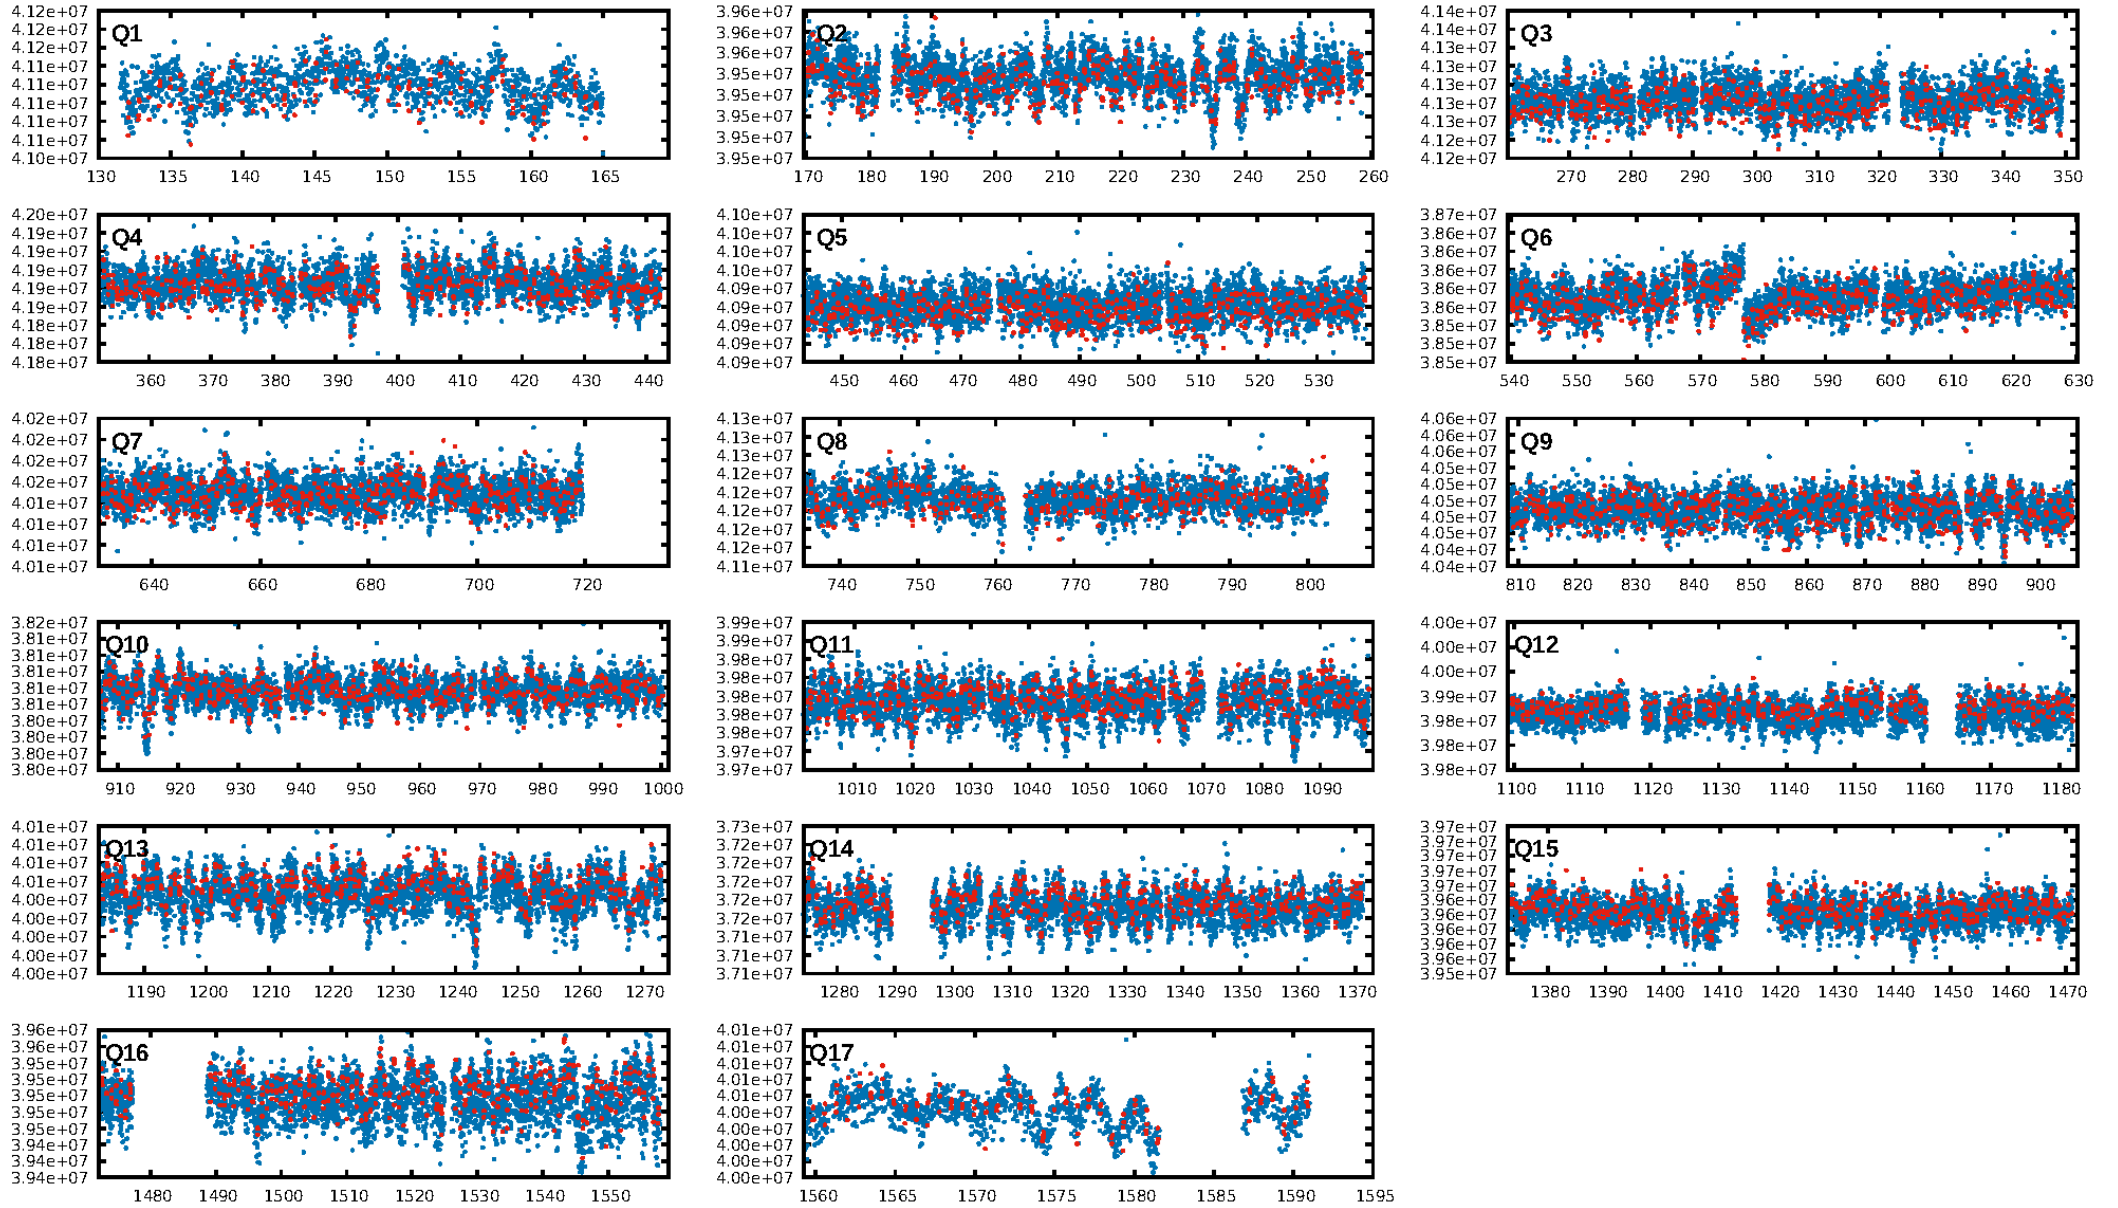 Q1
4.12e+07
4.12e+07
4.12e+07
4.11e+07
4.11e+07
4.11e+07
4.11e+07
4.11e+07
4.10e+07
130 135 140 145 150 155 160 165
Q2
3.96e+07
3.96e+07
3.96e+07
3.95e+07
3.95e+07
3.95e+07
3.95e+07
3.95e+07
170 180 190 200 210 220 230 240 250 260
Q3
4.14e+07
4.14e+07
4.13e+07
4.13e+07
4.13e+07
4.13e+07
4.13e+07
4.12e+07
4.12e+07
270 280 290 300 310 320 330 340 350
Q4
4.20e+07
4.19e+07
4.19e+07
4.19e+07
4.19e+07
4.19e+07
4.18e+07
4.18e+07
4.18e+07
360 370 380 390 400 410 420 430 440
Q5
4.10e+07
4.10e+07
4.10e+07
4.10e+07
4.09e+07
4.09e+07
4.09e+07
4.09e+07
4.09e+07
450 460 470 480 490 500 510 520 530
Q6
3.87e+07
3.86e+07
3.86e+07
3.86e+07
3.86e+07
3.86e+07
3.85e+07
3.85e+07
3.85e+07
540 550 560 570 580 590 600 610 620 630
Q7
4.02e+07
4.02e+07
4.02e+07
4.02e+07
4.01e+07
4.01e+07
4.01e+07
4.01e+07
640 660 680 700 720
Q8
4.13e+07
4.13e+07
4.13e+07
4.12e+07
4.12e+07
4.12e+07
4.12e+07
4.12e+07
4.11e+07
740 750 760 770 780 790 800
Q9
4.06e+07
4.06e+07
4.05e+07
4.05e+07
4.05e+07
4.05e+07
4.05e+07
4.05e+07
4.04e+07
4.04e+07
810 820 830 840 850 860 870 880 890 900
Q10
3.82e+07
3.81e+07
3.81e+07
3.81e+07
3.81e+07
3.81e+07
3.80e+07
3.80e+07
3.80e+07
3.80e+07
910 920 930 940 950 960 970 980 990 1000
Q11
3.99e+07
3.99e+07
3.98e+07
3.98e+07
3.98e+07
3.98e+07
3.98e+07
3.97e+07
3.97e+07
1010 1020 1030 1040 1050 1060 1070 1080 1090
Q12
4.00e+07
4.00e+07
4.00e+07
3.99e+07
3.98e+07
3.98e+07
3.98e+07
1100 1110 1120 1130 1140 1150 1160 1170 1180
Q13
4.01e+07
4.01e+07
4.01e+07
4.01e+07
4.00e+07
4.00e+07
4.00e+07
4.00e+07
4.00e+07
1190 1200 1210 1220 1230 1240 1250 1260 1270
Q14
3.73e+07
3.72e+07
3.72e+07
3.72e+07
3.72e+07
3.72e+07
3.71e+07
3.71e+07
3.71e+07
1280 1290 1300 1310 1320 1330 1340 1350 1360 1370
Q15
3.97e+07
3.97e+07
3.97e+07
3.97e+07
3.97e+07
3.96e+07
3.96e+07
3.96e+07
3.96e+07
3.96e+07
3.95e+07
1380 1390 1400 1410 1420 1430 1440 1450 1460 1470
Q16
3.96e+07
3.96e+07
3.95e+07
3.95e+07
3.95e+07
3.95e+07
3.95e+07
3.94e+07
3.94e+07
3.94e+07
1480 1490 1500 1510 1520 1530 1540 1550
Q17
4.01e+07
4.01e+07
4.01e+07
4.01e+07
4.01e+07
4.00e+07
4.00e+07
4.00e+07
4.00e+07
4.00e+07
1560 1565 1570 1575 1580 1585 1590 1595